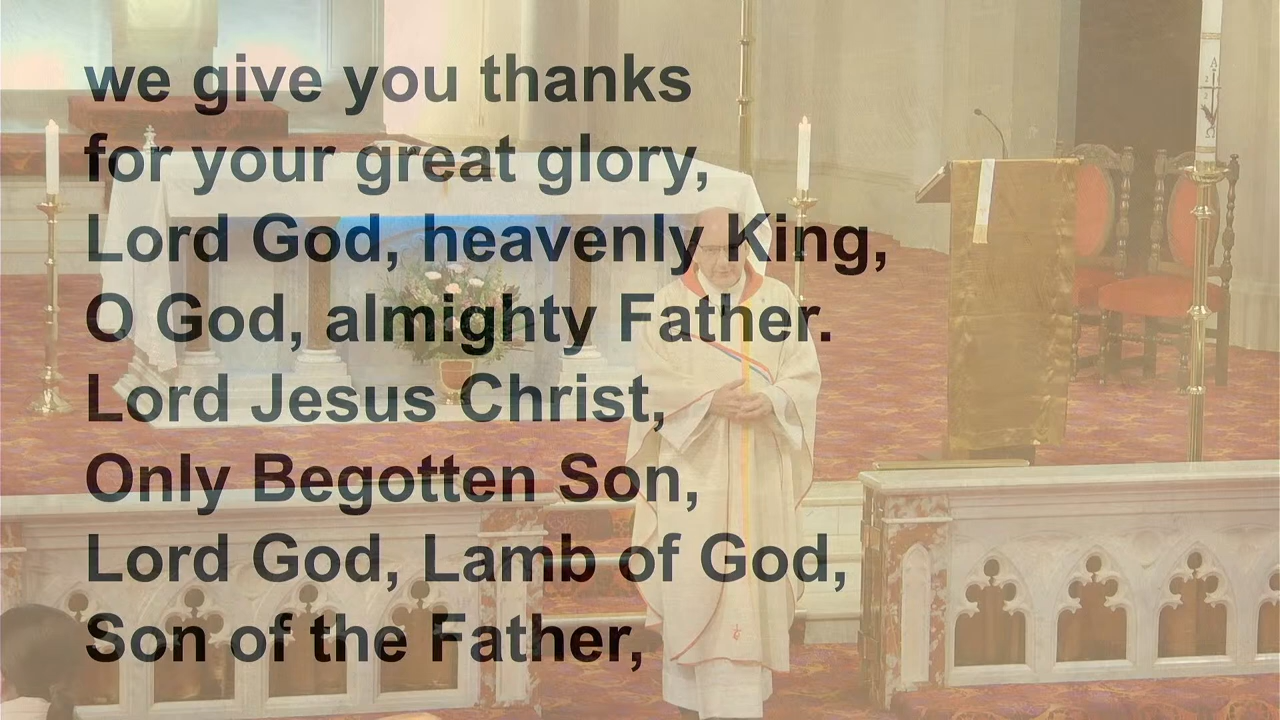 we give you thanks
for your great glory,
Lord God, heavenly King,
O God, almighty Father.
Lord Jesus Christ,
Only Begotten Son,
Lord God, Lamb of God,
Son of the Father,